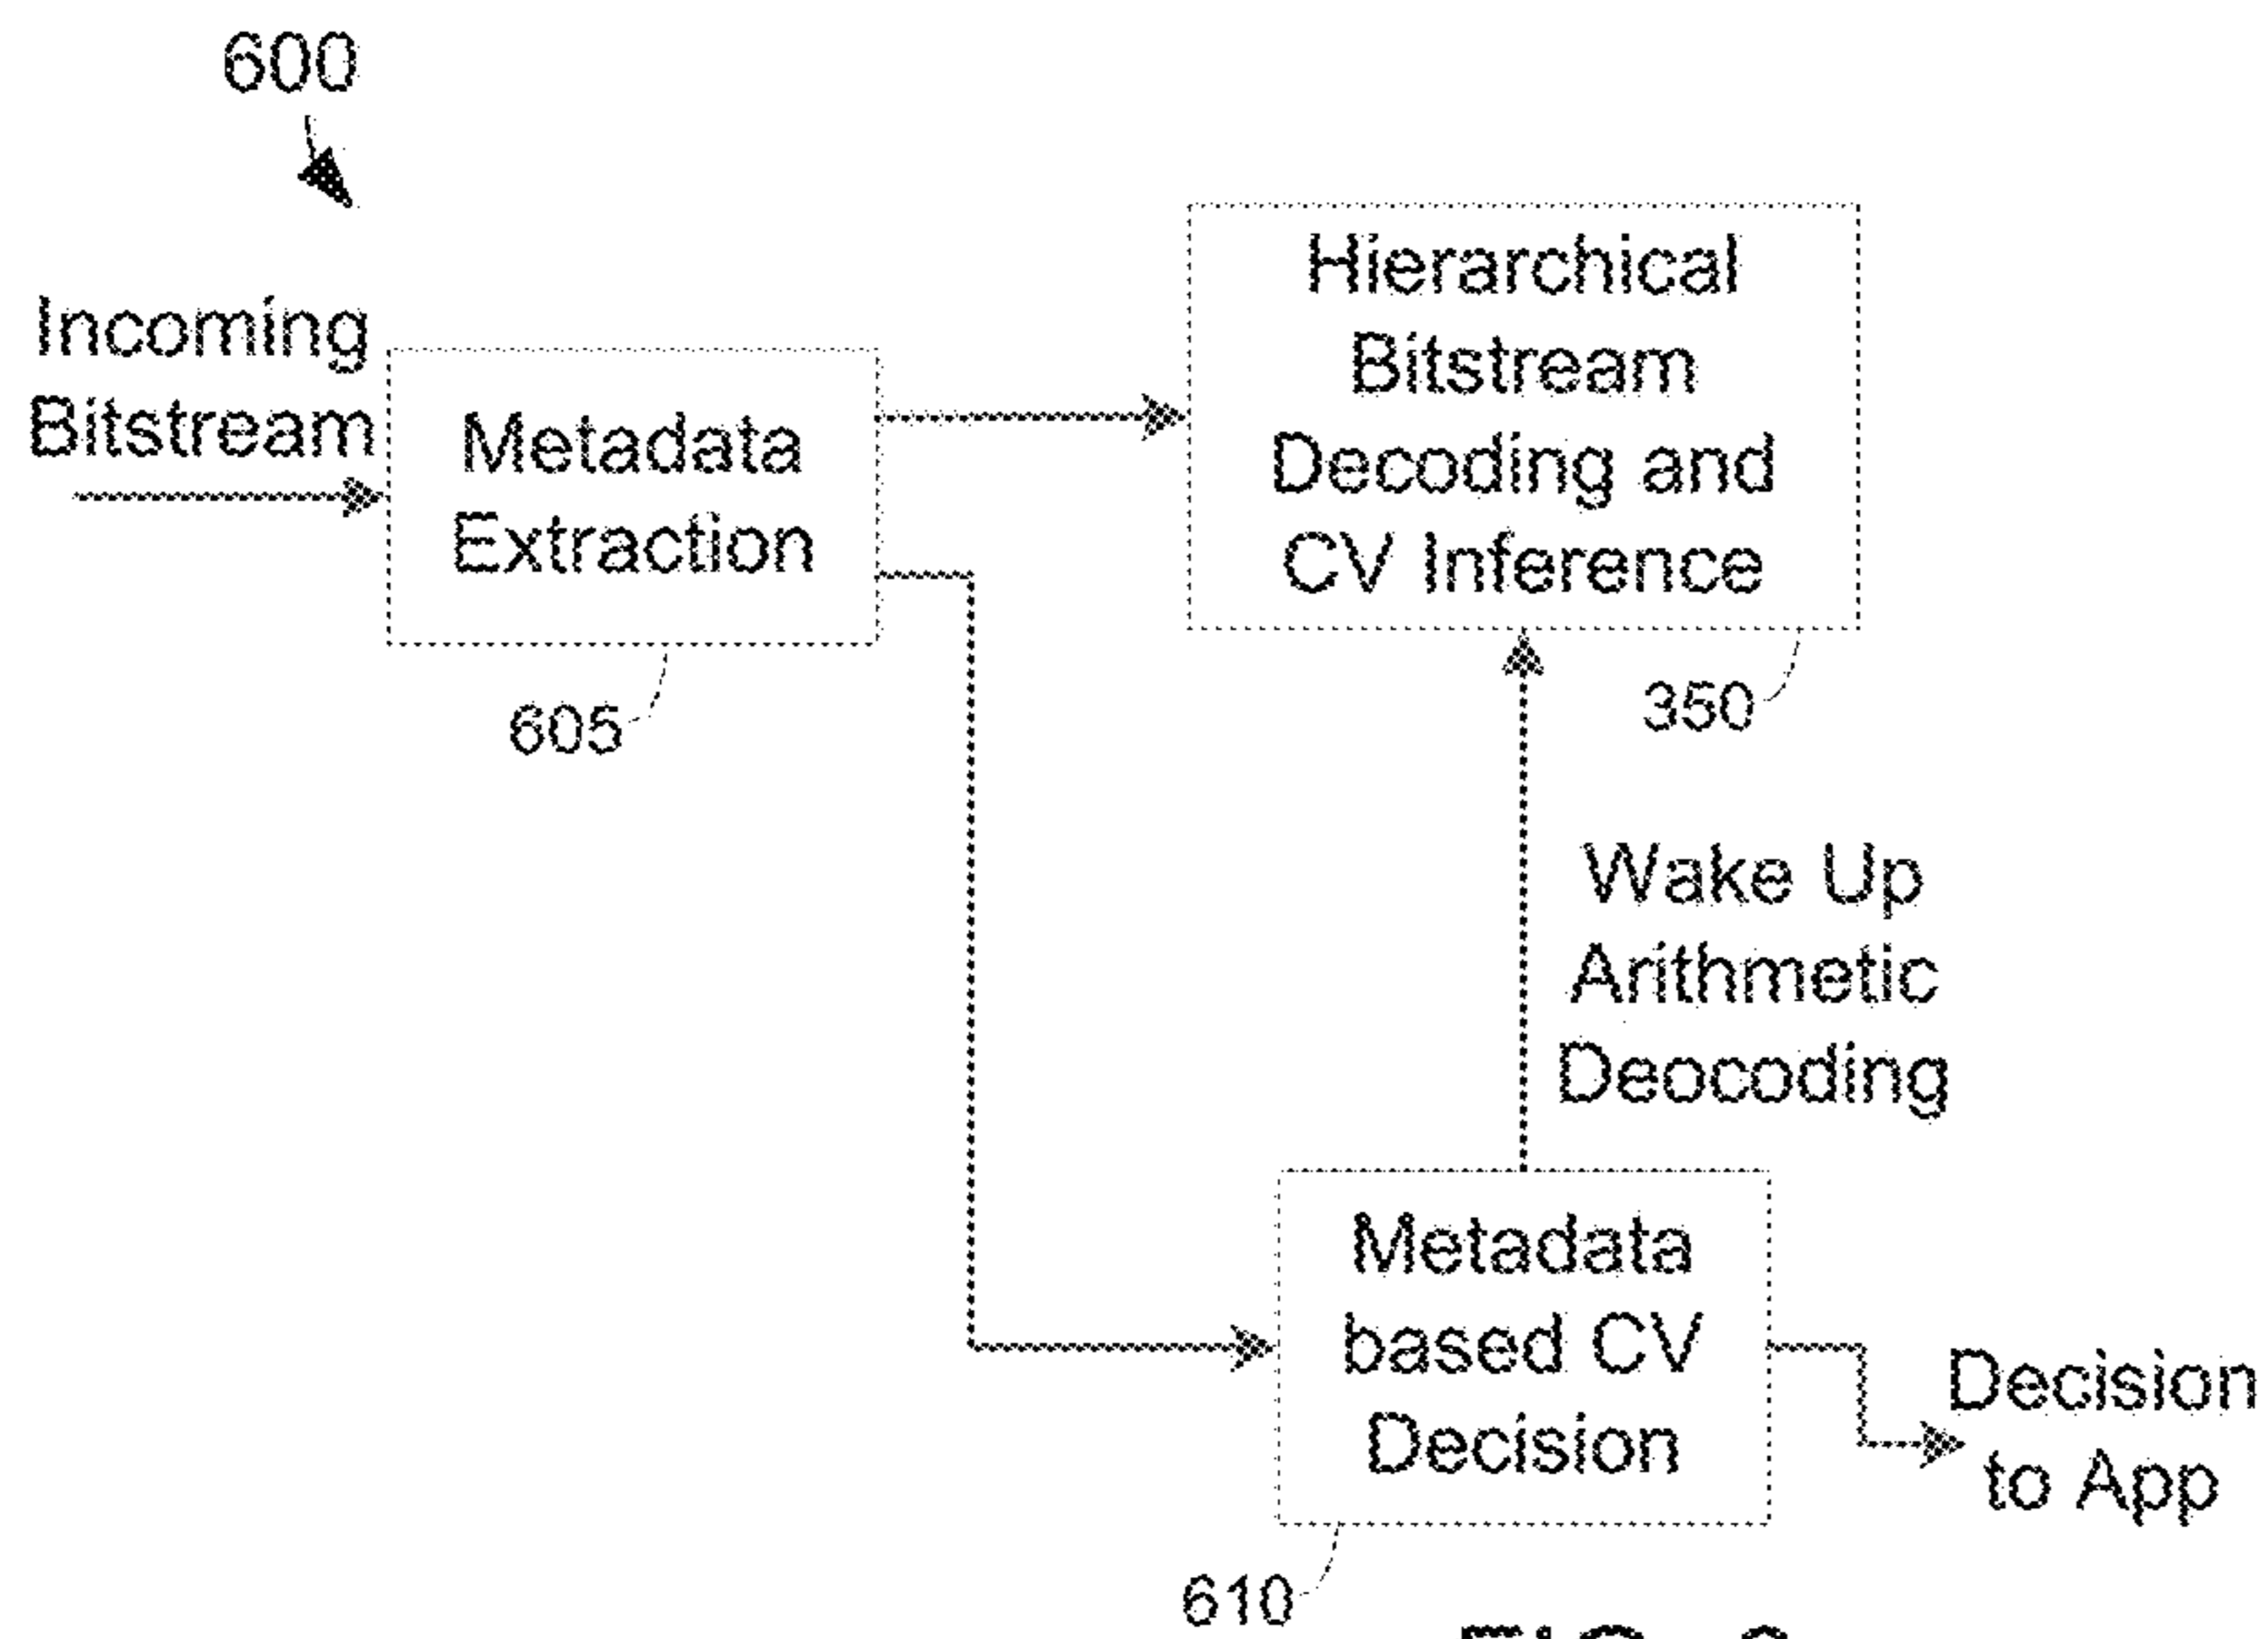 600
Incoming
Bitstream
Metadata
Extraction
605
Hierarchical
Bitstream
Decoding and
CV Inference
350
Wake Up
Arithmetic
Deocoding
Metadata
based CV
Decision
610
Decision
to App